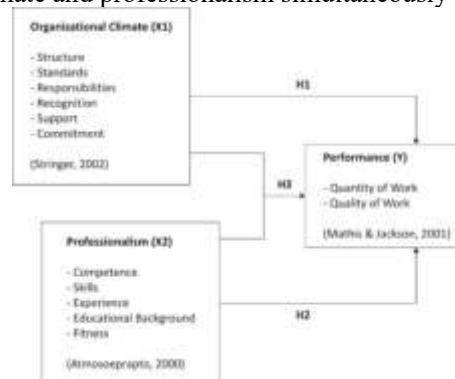 nate and professionalism simultaneously
Organisational Climate (X1)
- Structure
- Standards
- Responsibilities
- Recognition
- Support
- Commitment
(Stringer, 2002)
H1
Performance (Y)
- Quantity of Work
- Quality of Work
(Mathis & Jackson, 2001)
H3
Professionalism (X2)
- Competence
- Skills
- Experience
- Educational Background
- Fitness
(Atmosoeprapto, 2000)
H2